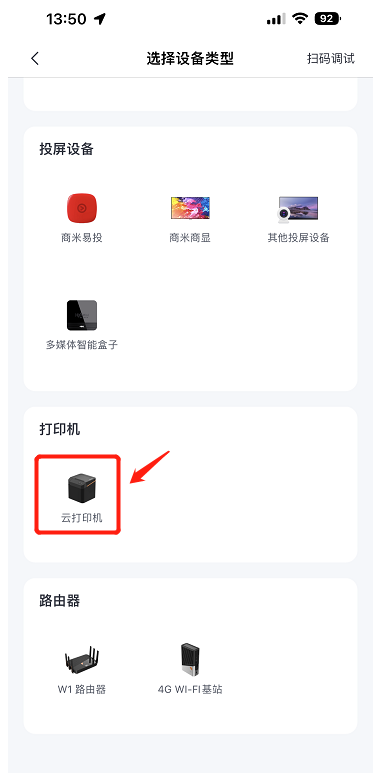 13:50
92
选择设备类型
扫码调试
投屏设备
商米易投
商米商显
其他投屏设备
多媒体智能盒子
打印机
云打印机
路由器
W1 路由器
4G WI-FI基站